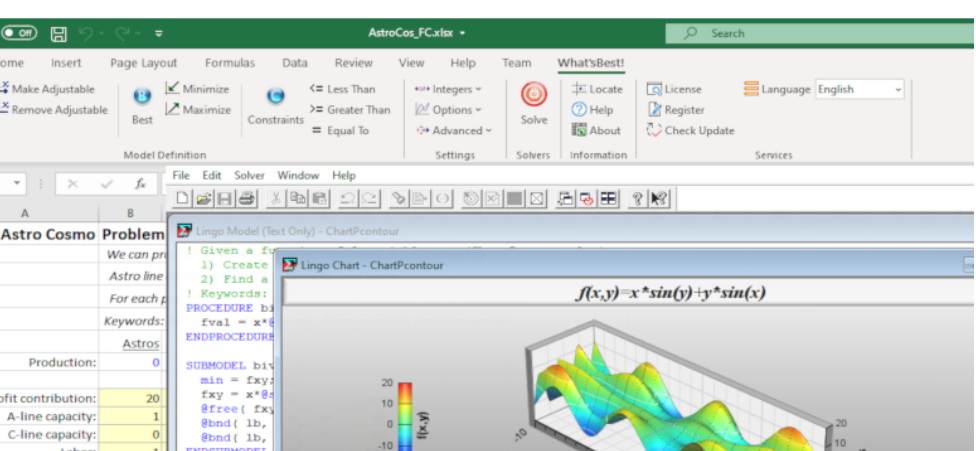 Off AstroCos_FC.xlsx Search
ome Insert Page Layout Formulas Data Review View Help Team What'sBest!
Make Adjustable
Remove Adjustable
Best
Minimize
Maximize
Constraints
<= Less Than
>= Greater Than
= Equal To
Integers
Options
Advanced
Solve
Locate
Help
About
License
Register
Check Update
Language English
Model Definition Settings Solvers Information Services
fx
File Edit Solver Window Help
A B
Astro Cosmo Problem
We can pr
Astro line
For each p
Keywords:
Astros
Production: 0
ofit contribution: 20
A-line capacity: 1
C-line capacity: 0
Lingo Model (Text Only) - ChartPcontour
! Given a fu
1) Create
2) Find a
! Keywords:
PROCEDURE bi
fval = x*@
ENDPROCEDURE
SUBMODEL biv
min = fxy;
fxy = x*@s
@free( fxy
@bnd( lb,
@bnd( lb,
ENDSUBMODEL
Lingo Chart - ChartPcontour
f(x,y)=x*sin(y)+y*sin(x)
20
10
0
-10
f(x,y)
-10
20
10